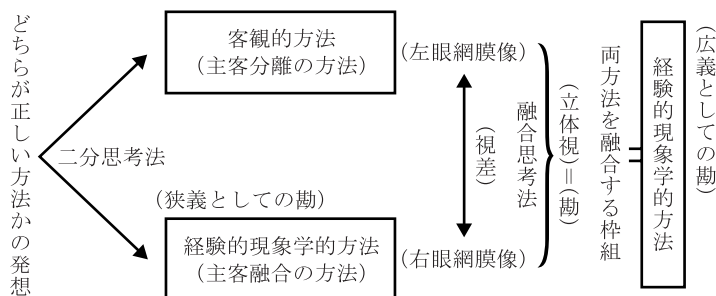 どちらが正しい方法かの発想
二分思考法
客観的方法
（主客分離の方法）
（狭義としての勘）
経験的現象学的方法
（主客融合の方法）
（左眼網膜像）
（視差）
（右眼網膜像）
融合思考法
（立体視）＝（勘）
両方法を融合する枠組
＝
経験的現象学的方法
（広義としての勘）